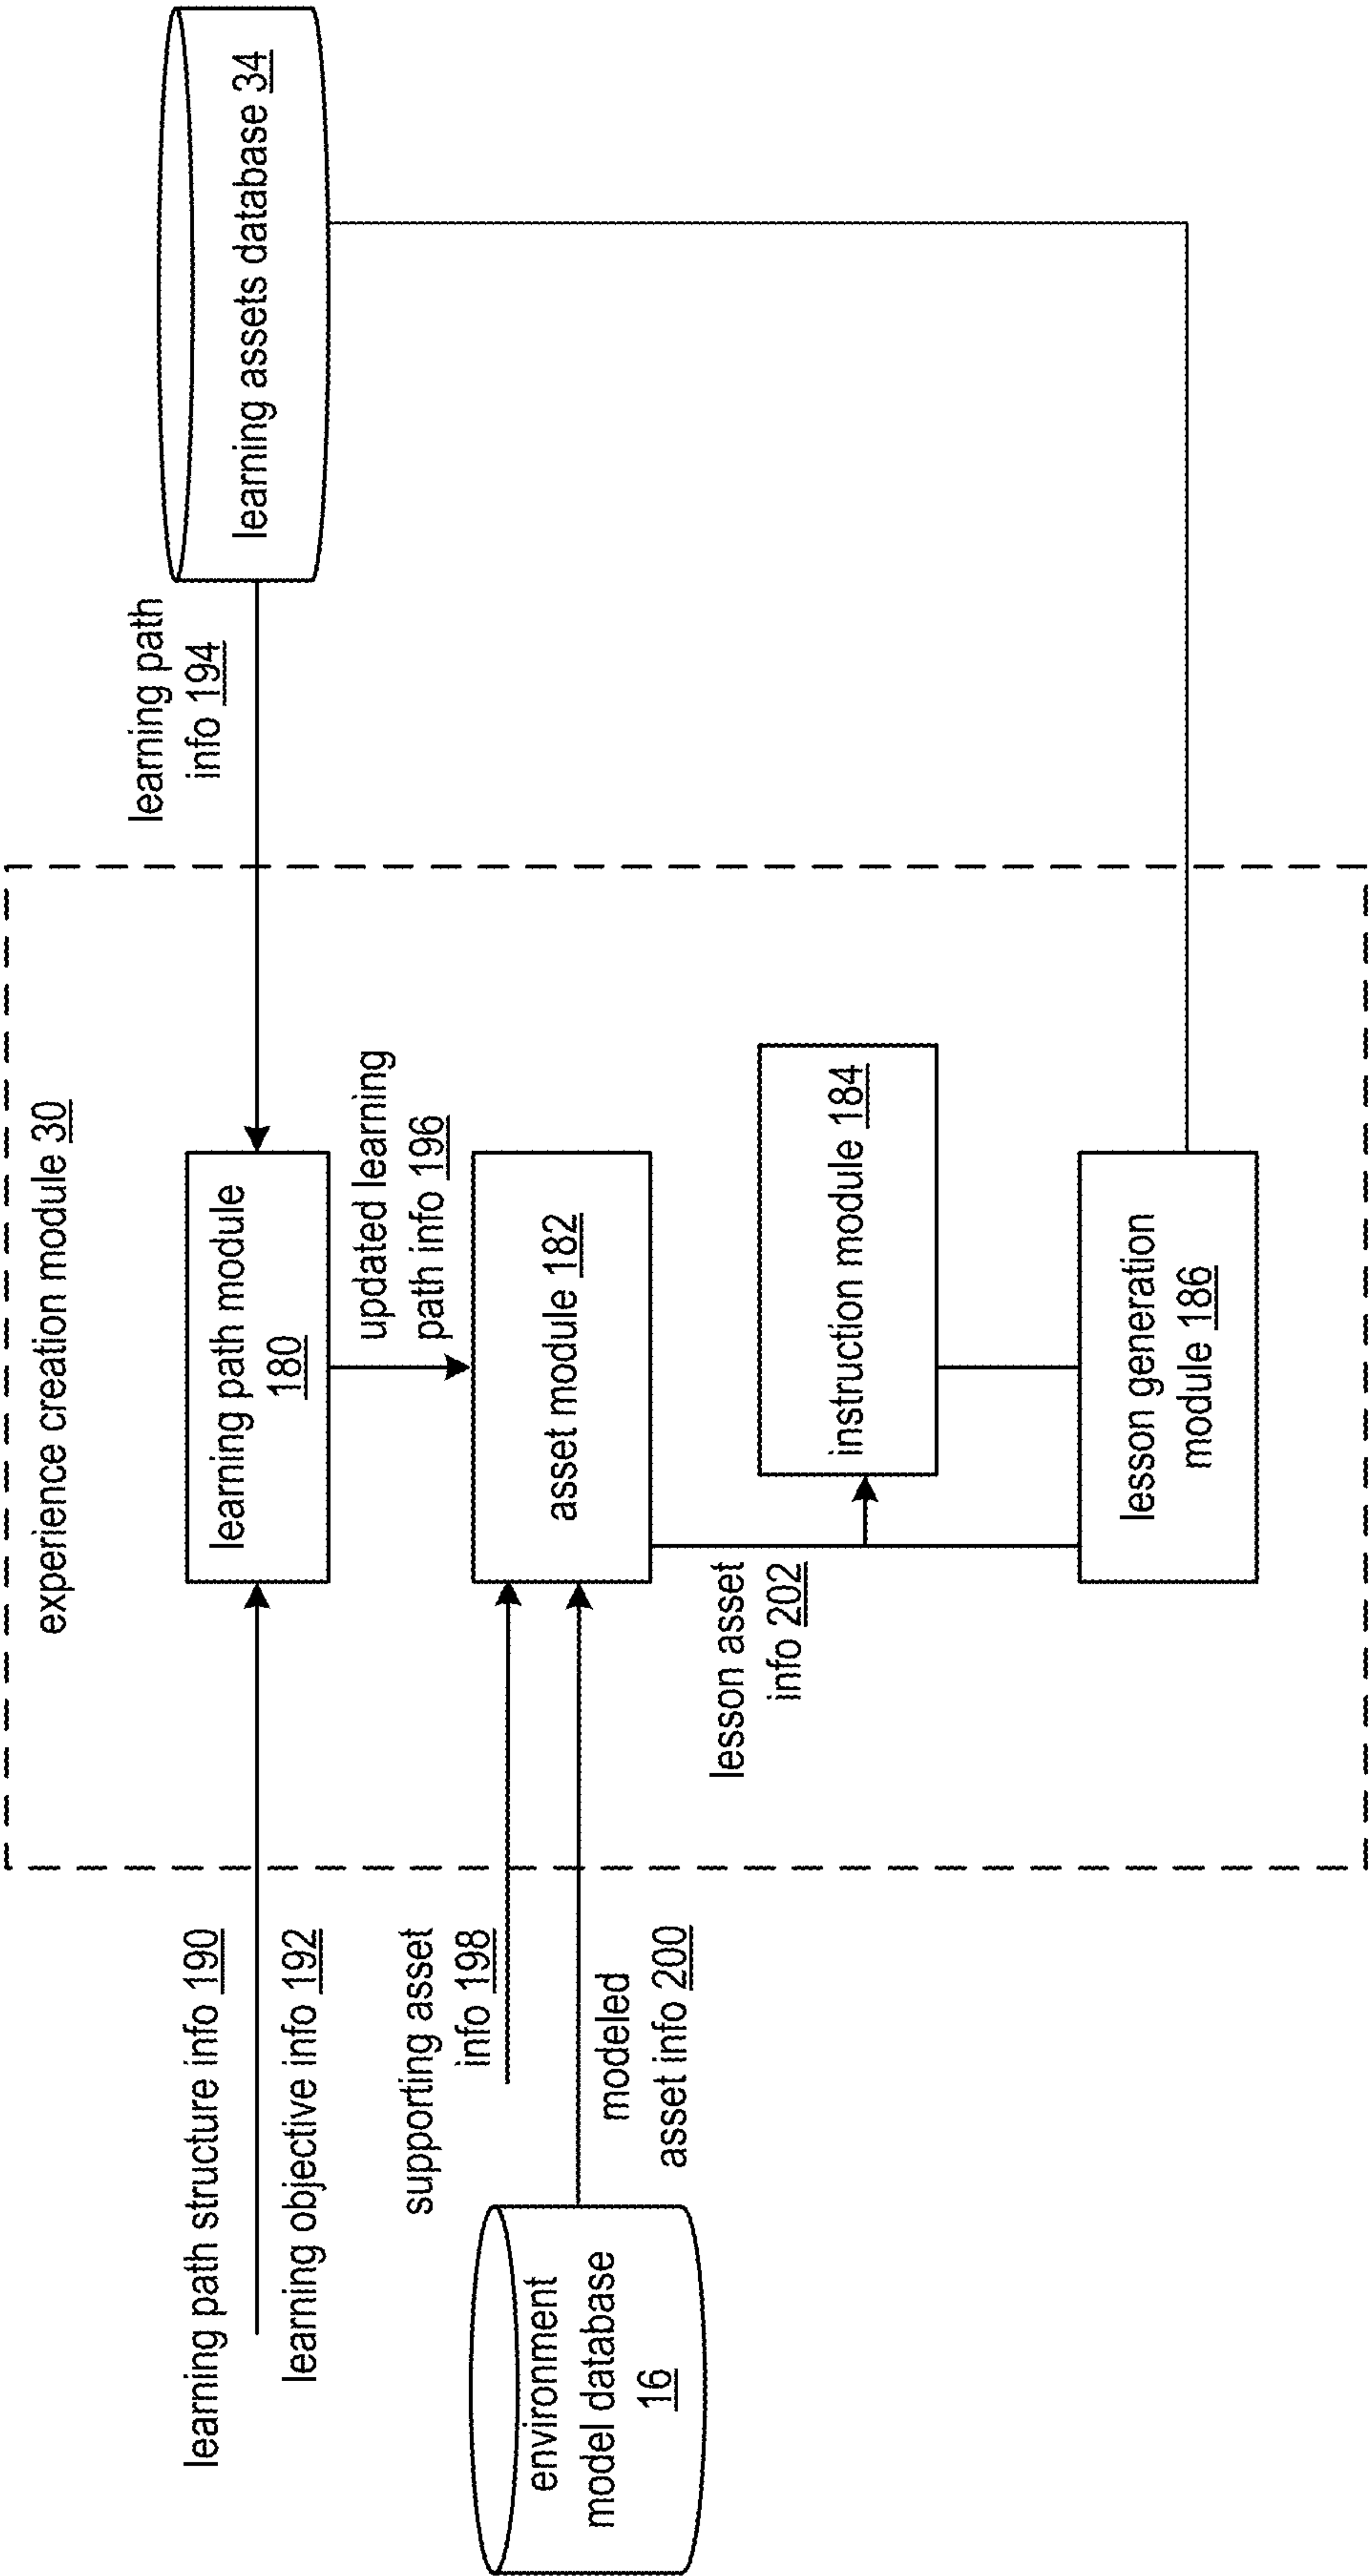 experience creation module 30
learning path structure info 190
learning objective info 192
learning path module
180
learning path
info 194
learning assets database 34
updated learning
path info 196
supporting asset
info 198
asset module 182
environment
model database
16
modeled
asset info 200
lesson asset
info 202
instruction module 184
lesson generation
module 186